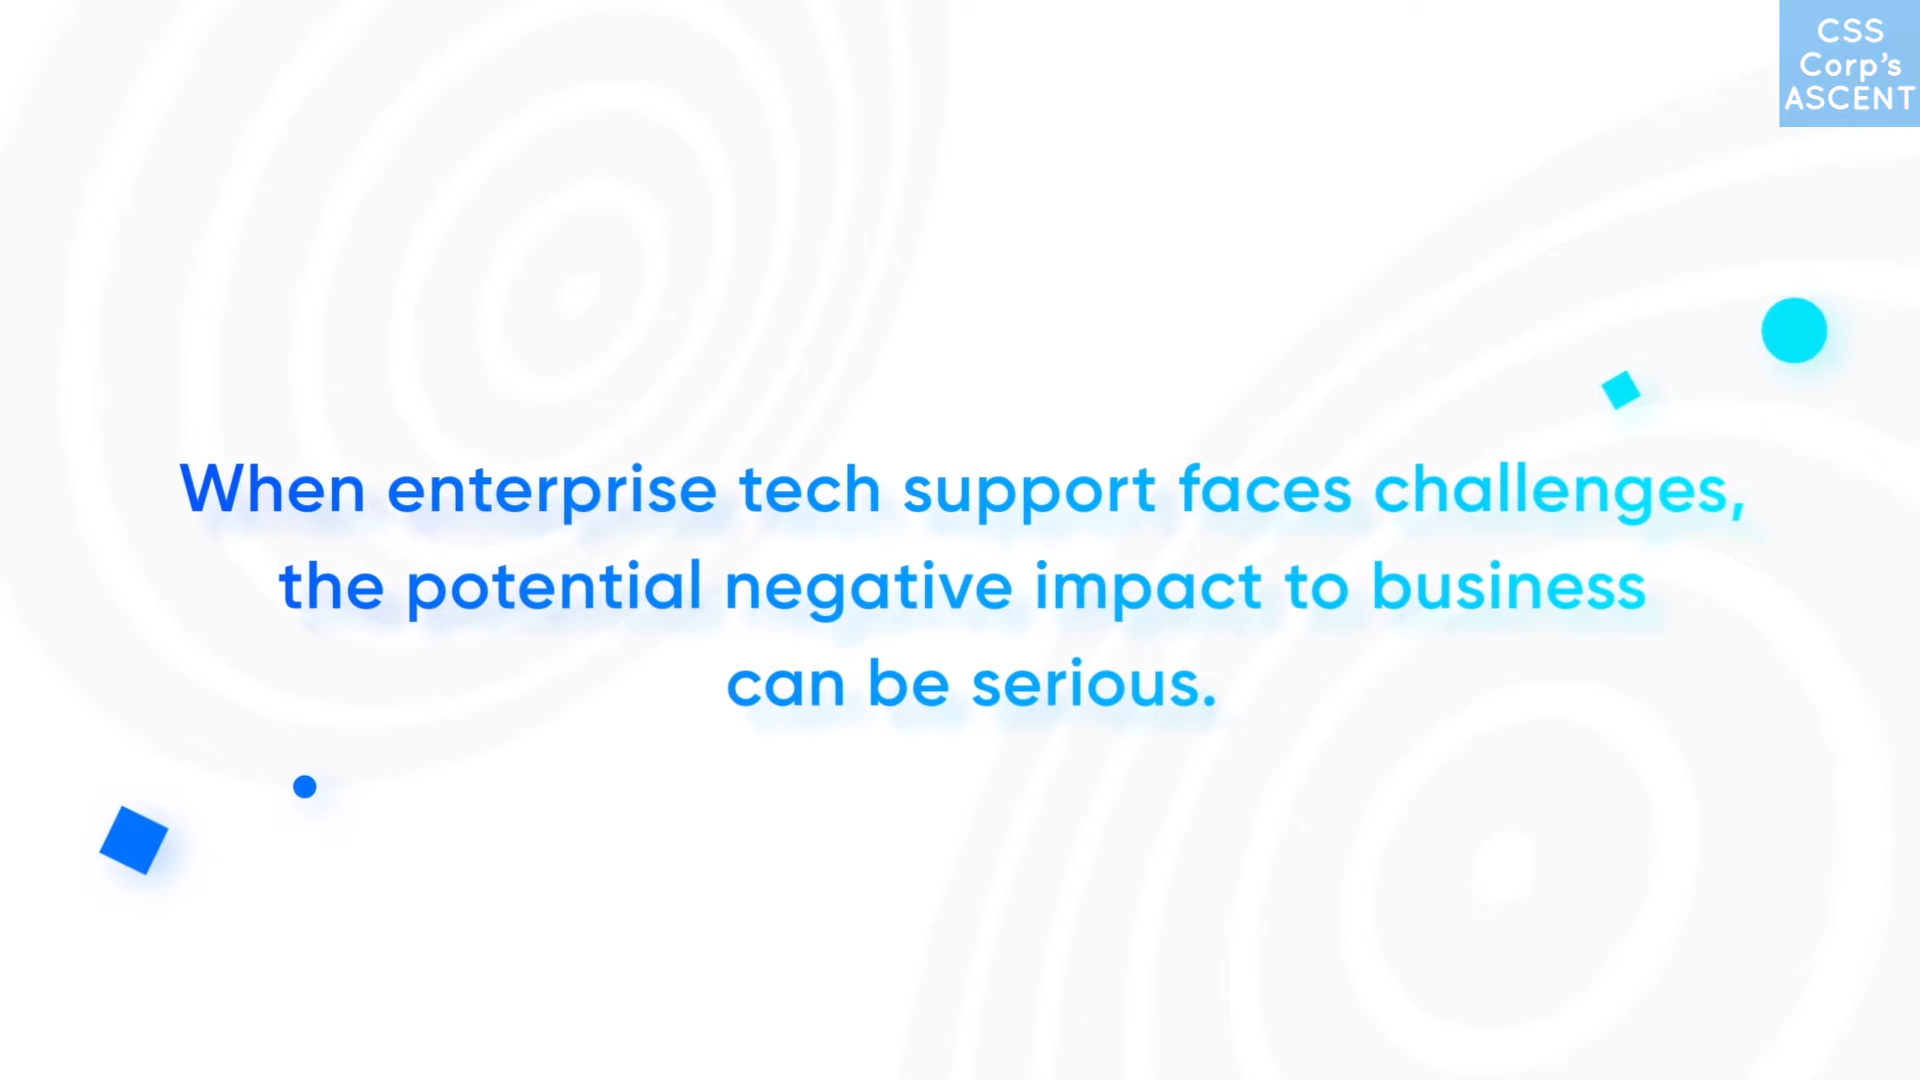 CSS
Corp's
ASCENT
When enterprise tech support faces challenges,
the potential negative impact to business
can be serious.